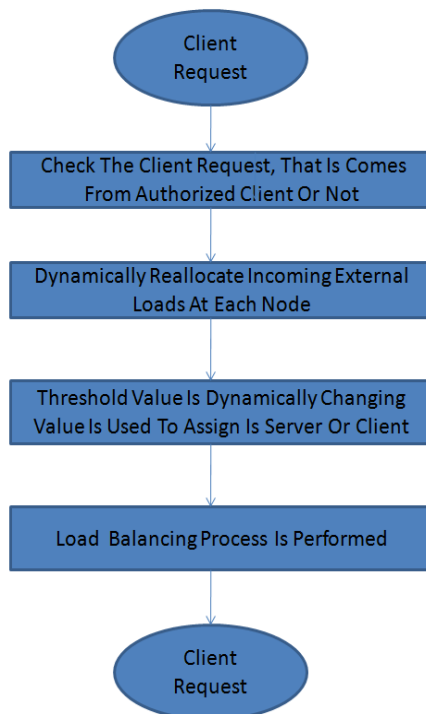 Client
Request
Check The Client Request, That Is Comes
From Authorized Client Or Not
Dynamically Reallocate Incoming External
Loads At Each Node
Threshold Value Is Dynamically Changing
Value Is Used To Assign Is Server Or Client
Load Balancing Process Is Performed
Client
Request